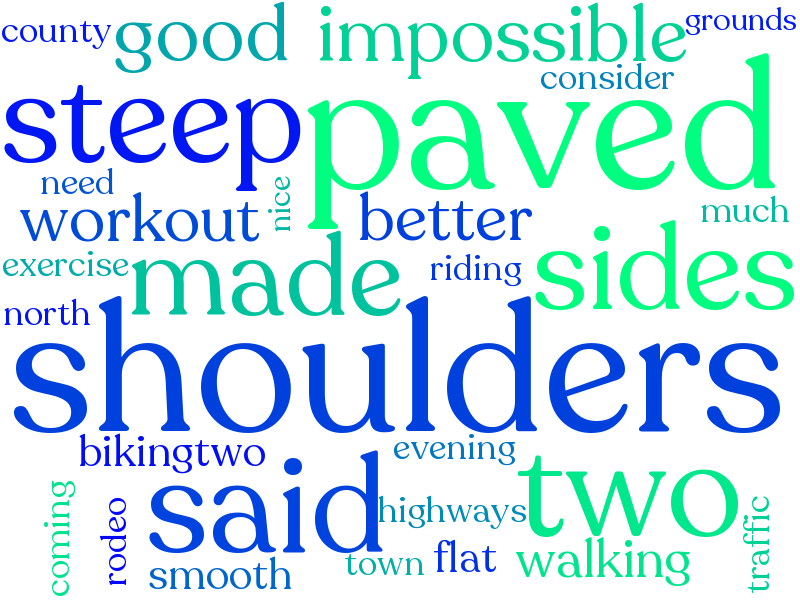 county good impossible grounds
consider
steep paved
need nice
workout better much
exercise made riding sides
north
shoulders
bikingtwo evening
said two
coming rodeo highways traffic
smooth town flat walking